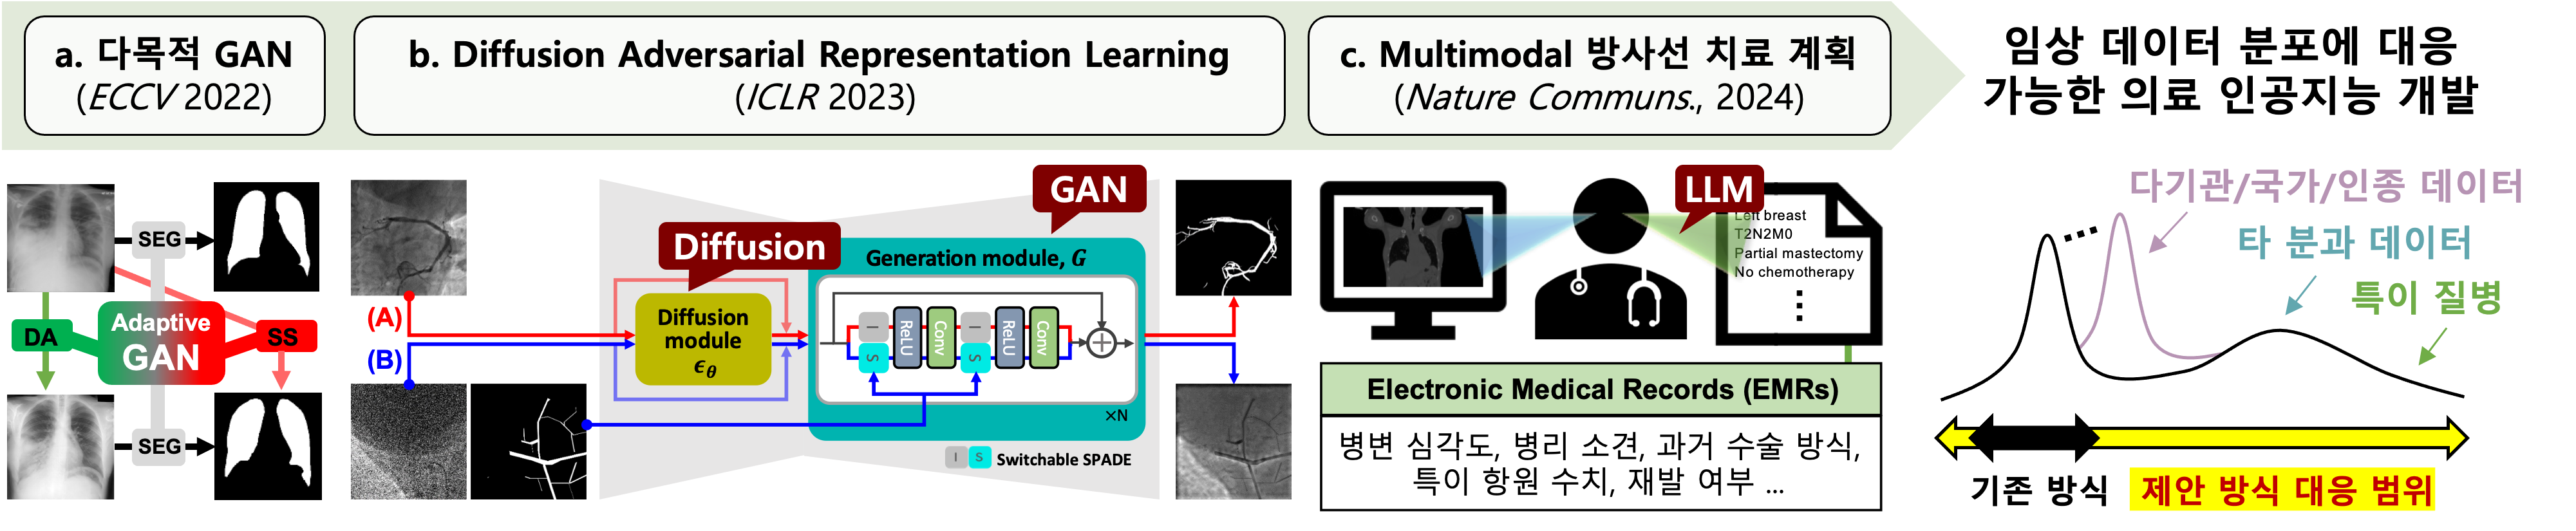 a. 다목적 GAN
(ECCV 2022)
b. Diffusion Adversarial Representation Learning
(ICLR 2023)
c. Multimodal 방사선 치료 계획
(Nature Communs., 2024)
임상 데이터 분포에 대응
가능한 의료 인공지능 개발
SEG
DA
Adaptive
GAN
SS
SEG
(A)
(B)
Diffusion
Diffusion
module
ϵθ
GAN
Generation module, G
I
S
ReLU
Conv
I
S
ReLU
Conv
×N
I
S
Switchable SPADE
LLM
Left breast
T2N2M0
Partial mastectomy
No chemotherapy
Electronic Medical Records (EMRs)
병변 심각도, 병리 소견, 과거 수술 방식,
특이 항원 수치, 재발 여부 ...
다기관/국가/인종 데이터
타 분과 데이터
특이 질병
기존 방식
제안 방식 대응 범위